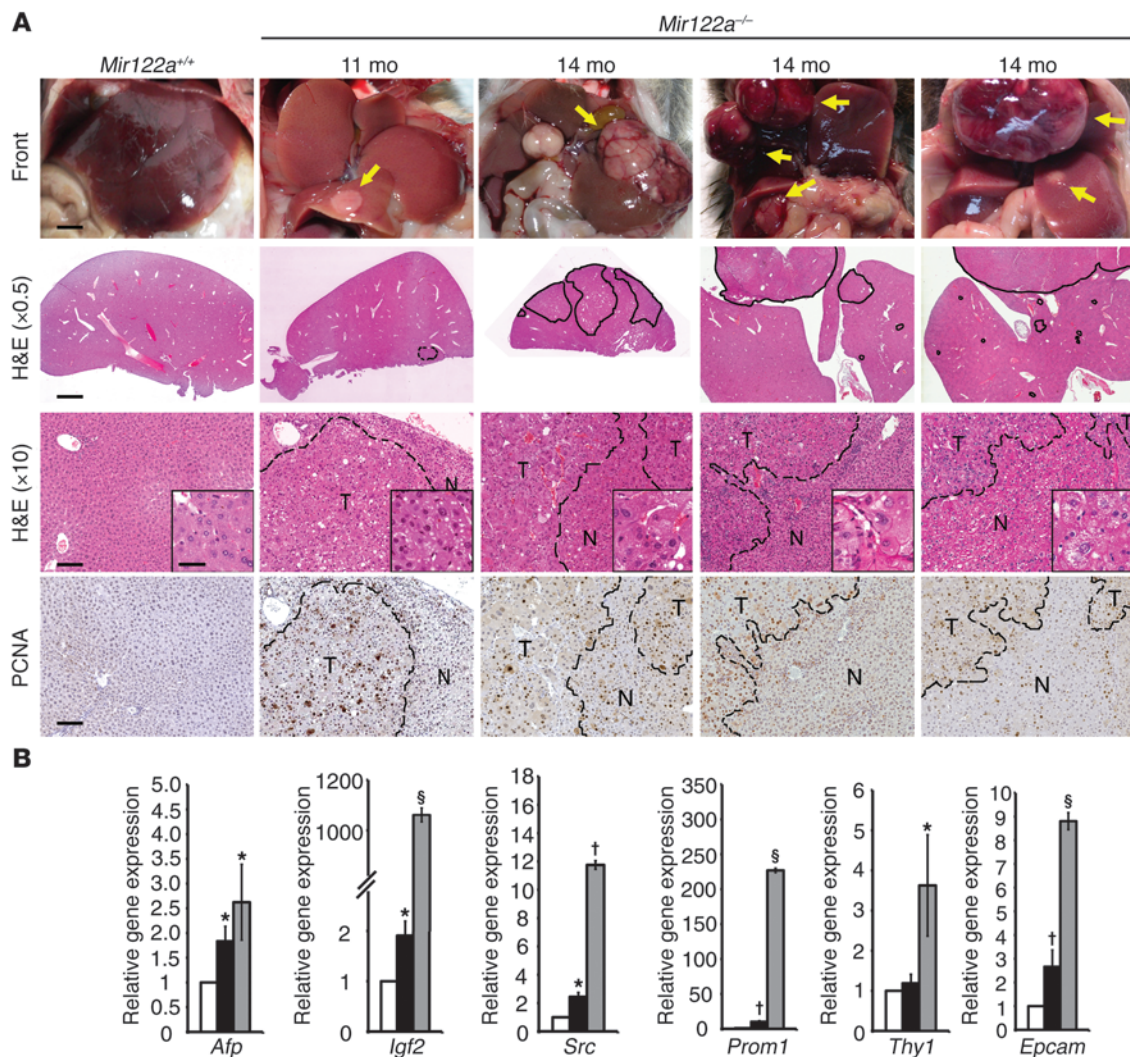 A
Mir122a–/–
Mir122a+/+
11 mo
14 mo
14 mo
14 mo
Front
H&E (×0.5)
H&E (×10)
T
N
T
N
T
N
T
N
PCNA
T
N
T
T
N
T
N
T
T
N
B
Relative gene expression
5.0
4.5
4.0
3.5
3.0
2.5
2.0
1.5
1.0
0.5
0
*
*
Afp
Relative gene expression
1200
1000
2
1
0
*
§
Igf2
Relative gene expression
18
16
14
12
10
8
6
4
2
0
*
†
Src
Relative gene expression
350
300
250
200
150
100
50
0
†
§
Prom1
Relative gene expression
6
5
4
3
2
1
0
*
Thy1
Relative gene expression
10
9
8
7
6
5
4
3
2
1
0
†
§
Epcam